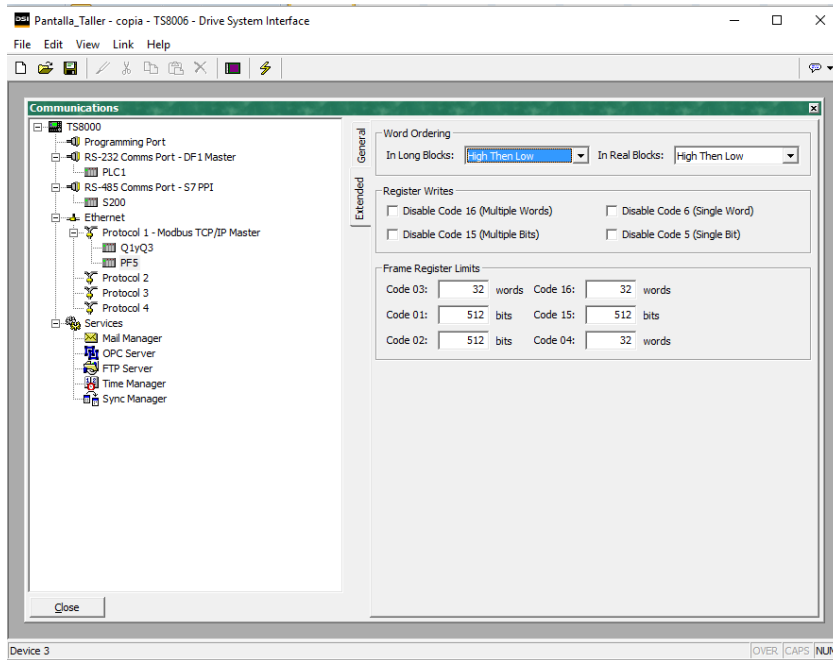 DSI Pantalla_Taller - copia - TS8006 - Drive System Interface
File Edit View Link Help
Communications
TS8000
Programming Port
RS-232 Comms Port - DF1 Master
PLC1
RS-485 Comms Port - S7 PPI
S200
Ethernet
Protocol 1 - Modbus TCP/IP Master
Q1yQ3
PF5
Protocol 2
Protocol 3
Protocol 4
Services
Mail Manager
OPC Server
FTP Server
Time Manager
Sync Manager
Close
General
Extended
Word Ordering
In Long Blocks: High Then Low In Real Blocks: High Then Low
Register Writes
Disable Code 16 (Multiple Words) Disable Code 6 (Single Word)
Disable Code 15 (Multiple Bits) Disable Code 5 (Single Bit)
Frame Register Limits
Code 03: 32 words Code 16: 32 words
Code 01: 512 bits Code 15: 512 bits
Code 02: 512 bits Code 04: 32 words
Device 3 OVER CAPS NUM